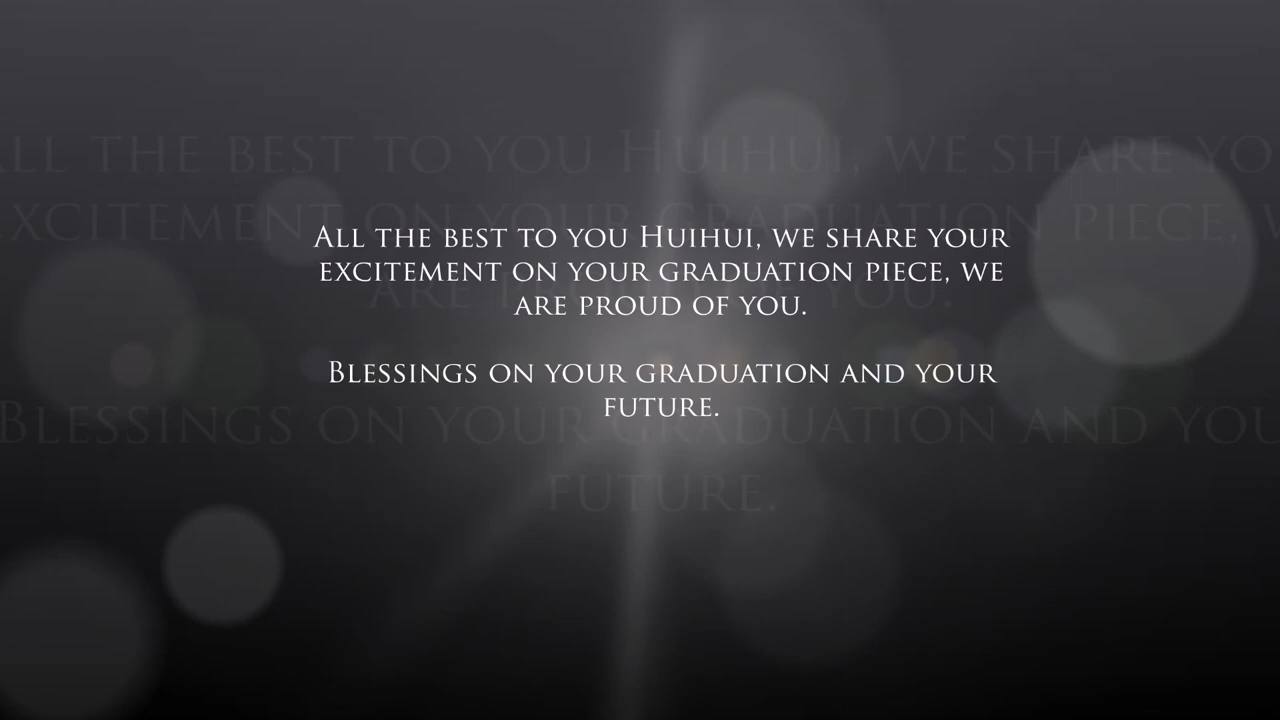 All the best to you Huihui, we share your
excitement on your graduation piece, we
are proud of you.
Blessings on your graduation and your
future.